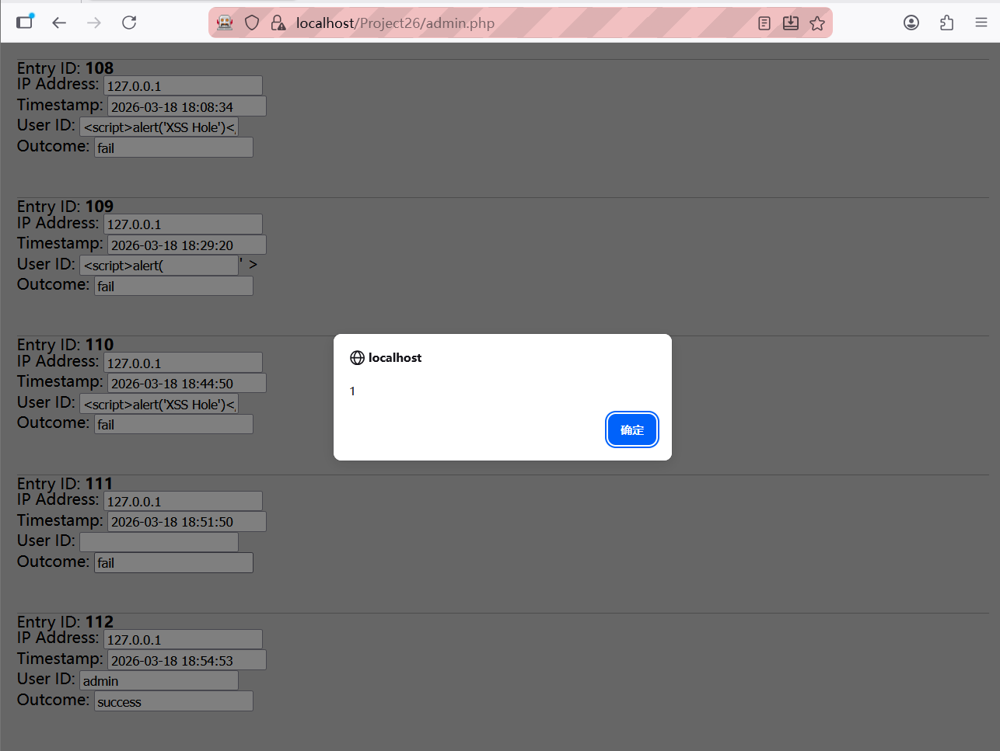 localhost/Project26/admin.php
Entry ID: 108
IP Address: 127.0.0.1
Timestamp: 2026-03-18 18:08:34
User ID: <script>alert('XSS Hole')<
Outcome: fail
Entry ID: 109
IP Address: 127.0.0.1
Timestamp: 2026-03-18 18:29:20
User ID: <script>alert( ' >
Outcome: fail
Entry ID: 110
IP Address: 127.0.0.1
Timestamp: 2026-03-18 18:44:50
User ID: <script>alert('XSS Hole')<
Outcome: fail
localhost
1
确定
Entry ID: 111
IP Address: 127.0.0.1
Timestamp: 2026-03-18 18:51:50
User ID:
Outcome: fail
Entry ID: 112
IP Address: 127.0.0.1
Timestamp: 2026-03-18 18:54:53
User ID: admin
Outcome: success